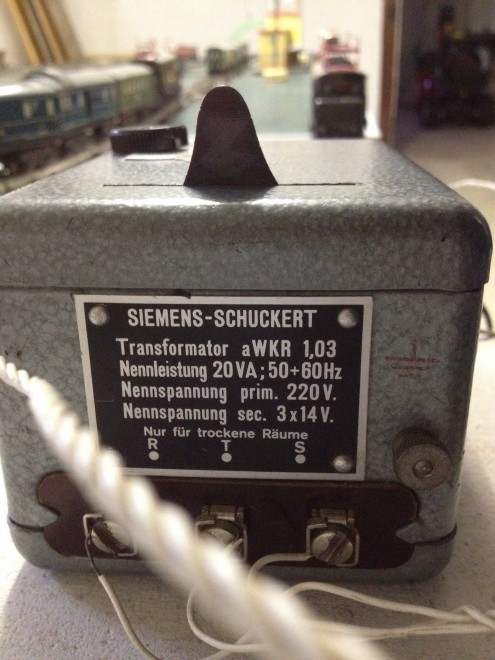 SIEMENS-SCHUCKERT
Transformator aWKR 1,03
Nennleistung 20VA; 50+60Hz
Nennspannung prim. 220V.
Nennspannung sec. 3x14V.
Nur für trockene Räume
R T S